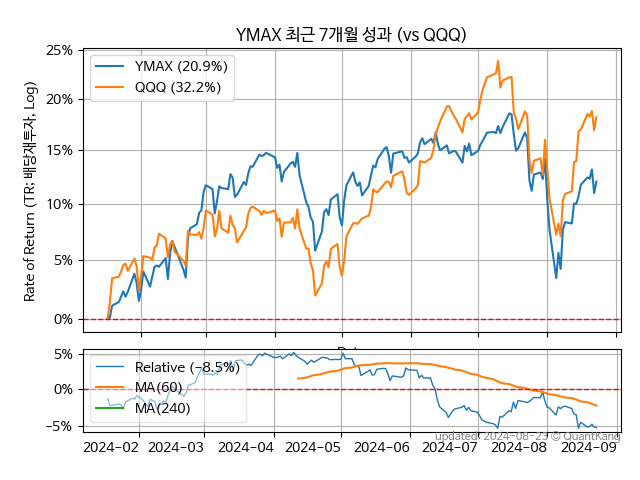 YMAX 최근 7개월 성과 (vs QQQ)
Rate of Return (TR: 배당재투자, Log)
25%
20%
15%
10%
5%
0%
YMAX (20.9%)
QQQ (32.2%)
5%
0%
−5%
Relative (−8.5%)
MA(60)
MA(240)
updated: 2024-08-23 © QuantKang
2024-02 2024-03 2024-04 2024-05 2024-06 2024-07 2024-08 2024-09